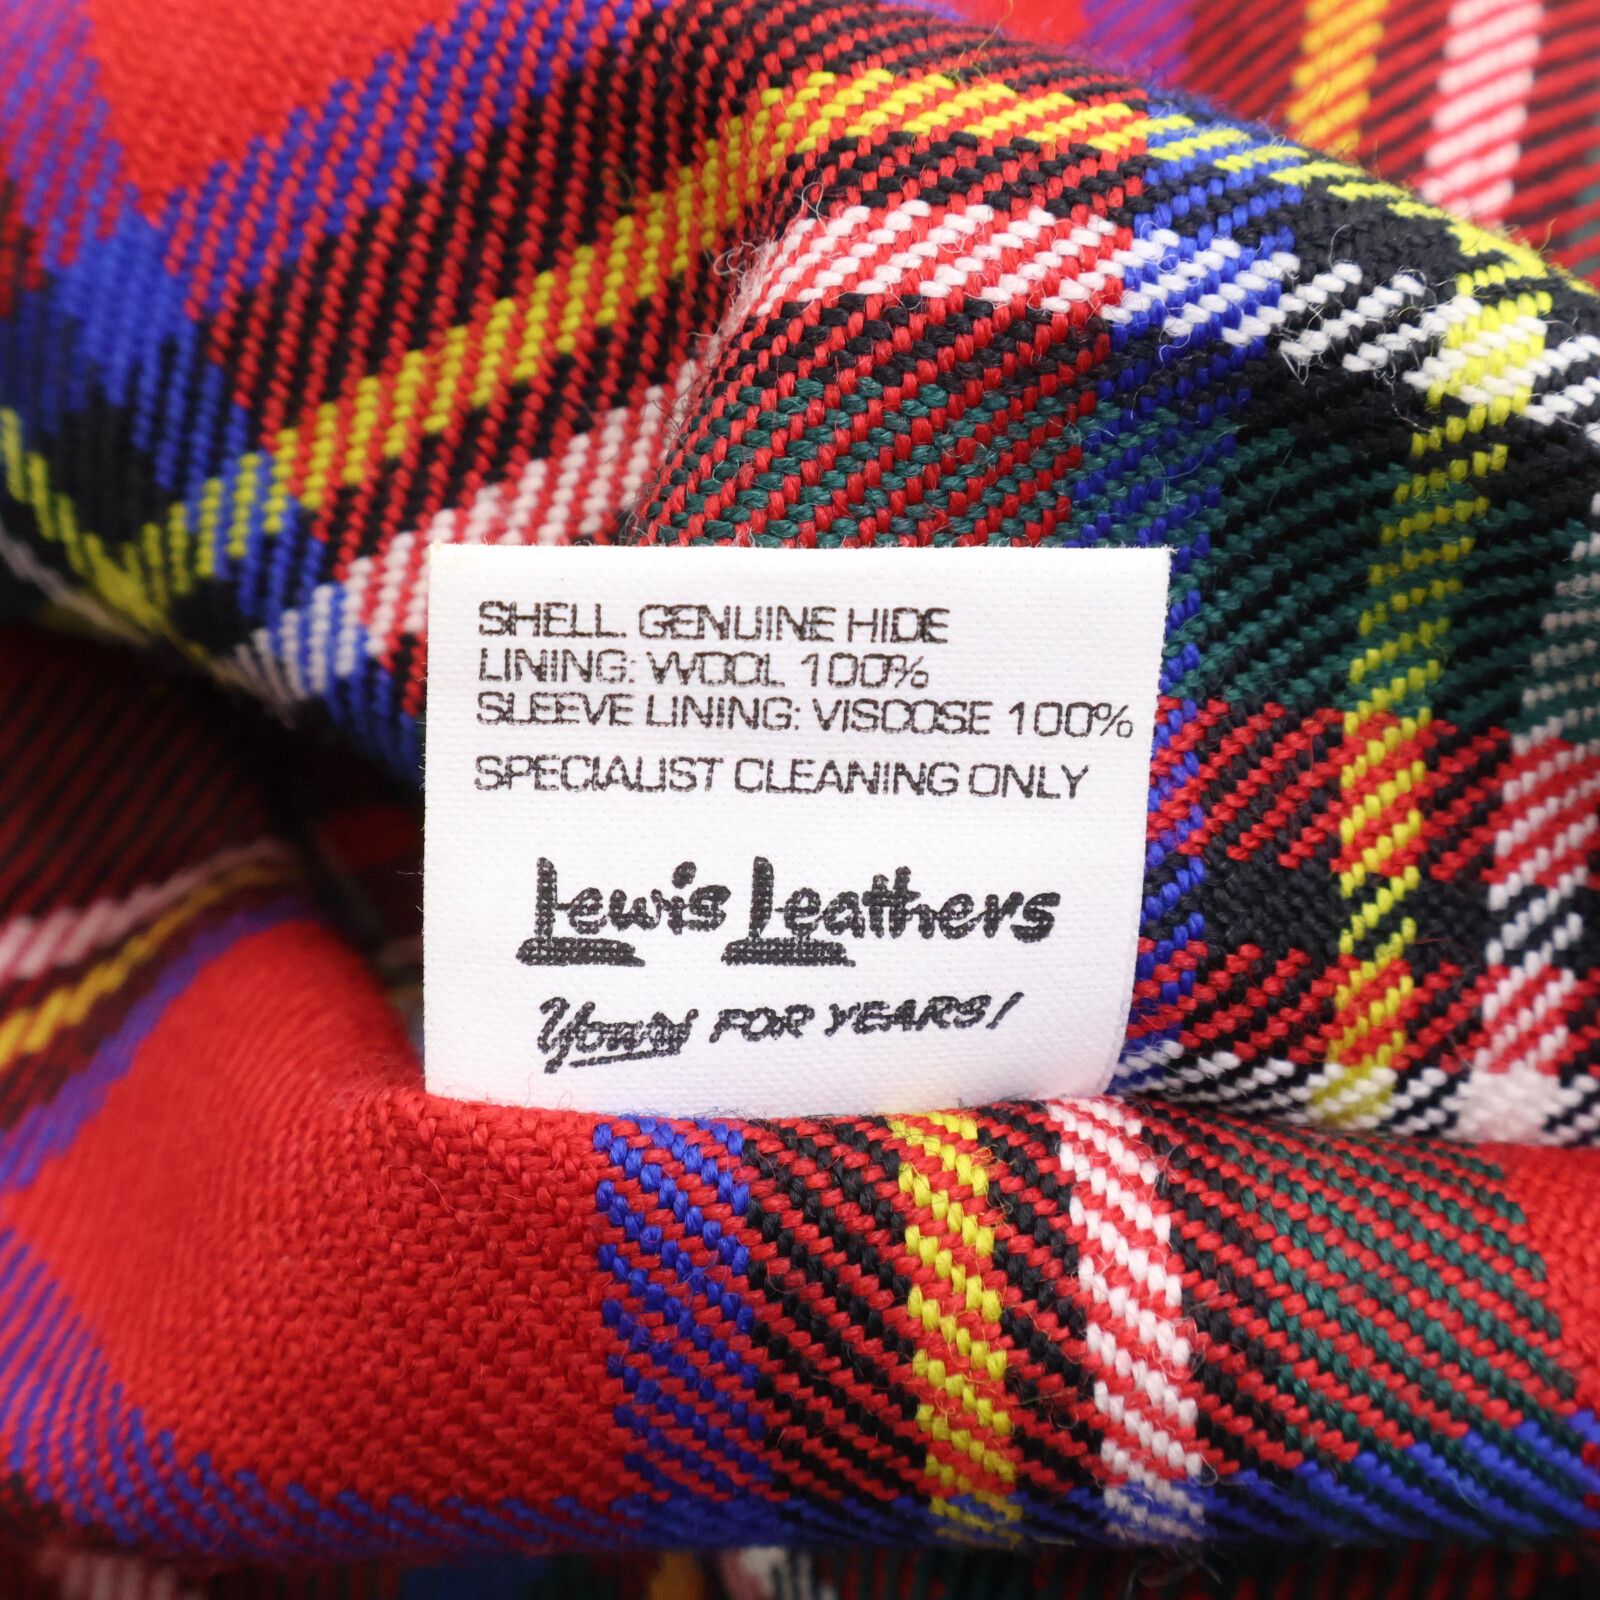 SHELL. GENUINE HIDE
LINING: WOOL 100%
SLEEVE LINING: VISCOSE 100%
SPECIALIST CLEANING ONLY
Lewis Leathers
Yours FOR YEARS!